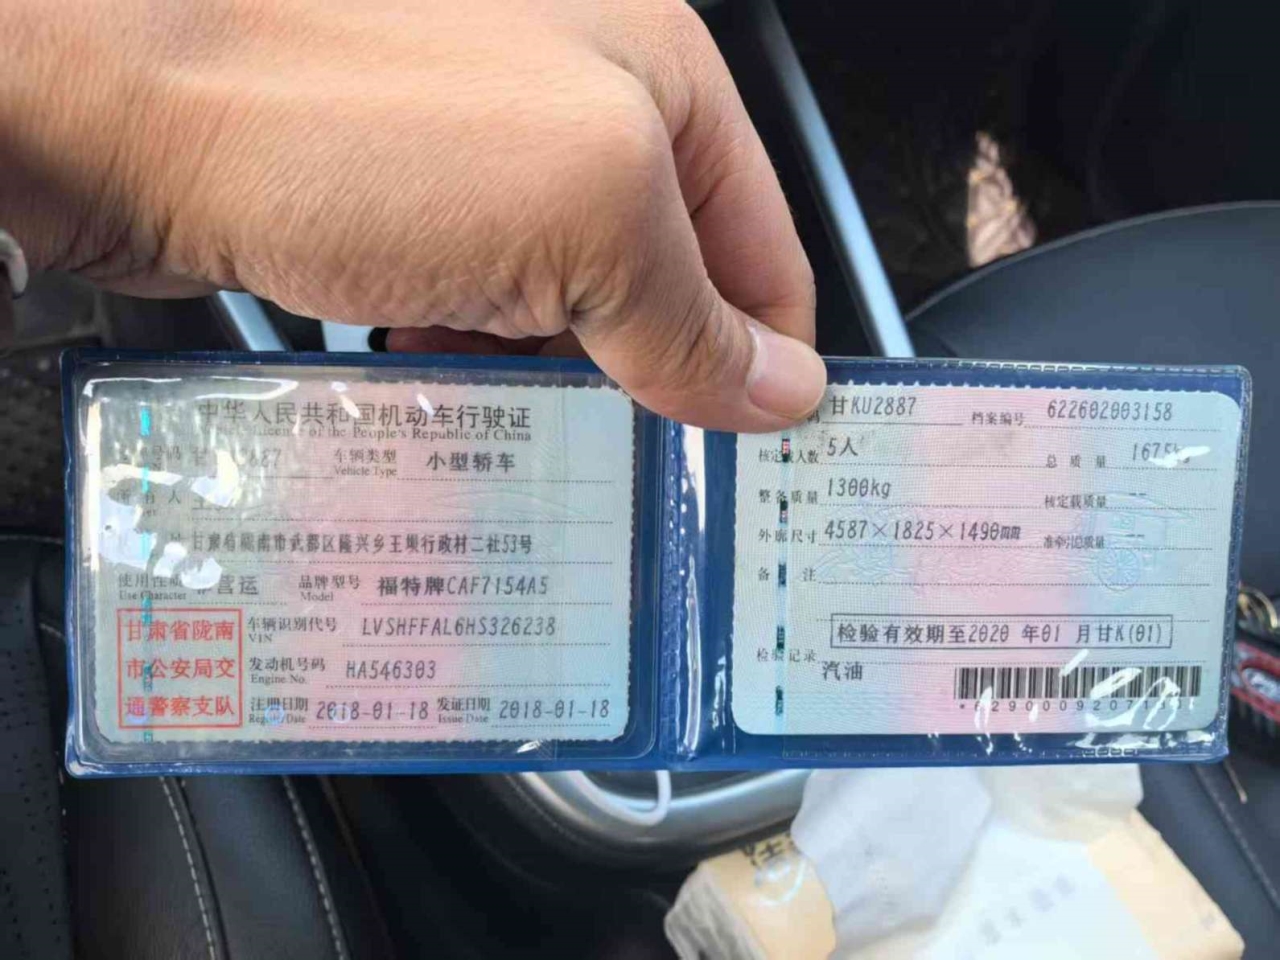 中华人民共和国机动车行驶证
of the People's Republic of China
车辆类型 小型轿车
Vehicle Type
人
甘肃省陇南市武都区隆兴乡王坝行政村二社53号
使用性质 非营运 品牌型号 福特牌CAF7154A5
Use Character Model
甘肃省陇南市公安局交通警察支队
车辆识别代号 LVSHFFAL6HS326238
VIN
发动机号码 HA546303
Engine No.
注册日期 2018-01-18 发证日期 2018-01-18
Register Date Issue Date
甘KU2887 档案编号 622602003158
核定载人数 5人 总质量 1675kg
整备质量 1300kg 核定载质量 --
外廓尺寸 4587×1825×1490mm 准牵引总质量 --
备注
检验有效期至2020 年01 月甘K(01)
检验记录
汽油